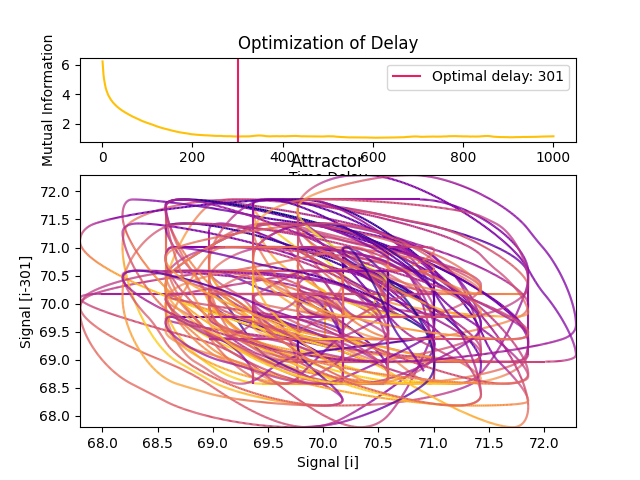 Optimization of Delay
Mutual Information
6
4
2
Optimal delay: 301
0 200 400 600 800 1000
Time Delay
Attractor
Signal [i-301]
72.0
71.5
71.0
70.5
70.0
69.5
69.0
68.5
68.0
68.0 68.5 69.0 69.5 70.0 70.5 71.0 71.5 72.0
Signal [i]